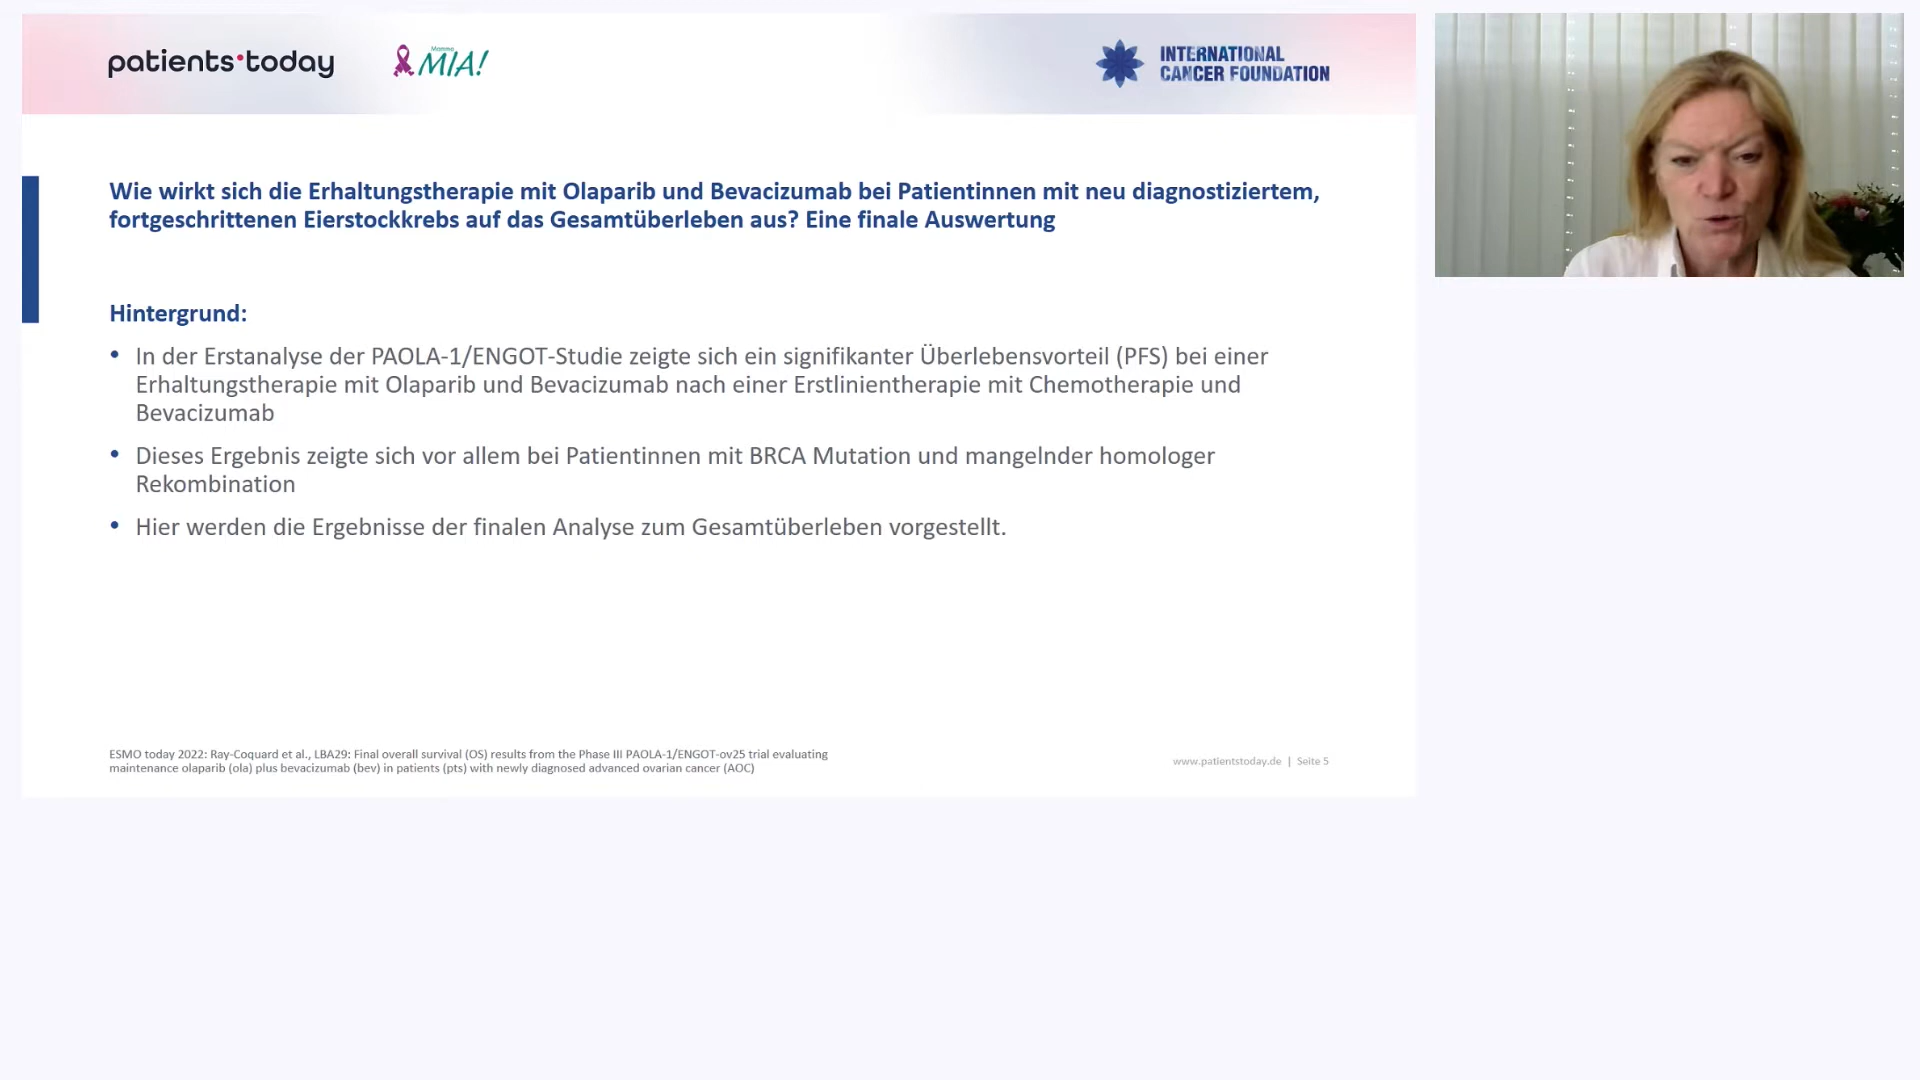 patients·today
Mamma
MIA!
INTERNATIONAL
CANCER FOUNDATION
Wie wirkt sich die Erhaltungstherapie mit Olaparib und Bevacizumab bei Patientinnen mit neu diagnostiziertem,
fortgeschrittenen Eierstockkrebs auf das Gesamtüberleben aus? Eine finale Auswertung
Hintergrund:
• In der Erstanalyse der PAOLA-1/ENGOT-Studie zeigte sich ein signifikanter Überlebensvorteil (PFS) bei einer
Erhaltungstherapie mit Olaparib und Bevacizumab nach einer Erstlinientherapie mit Chemotherapie und
Bevacizumab
• Dieses Ergebnis zeigte sich vor allem bei Patientinnen mit BRCA Mutation und mangelnder homologer
Rekombination
• Hier werden die Ergebnisse der finalen Analyse zum Gesamtüberleben vorgestellt.
ESMO today 2022: Ray-Coquard et al., LBA29: Final overall survival (OS) results from the Phase III PAOLA-1/ENGOT-ov25 trial evaluating
maintenance olaparib (ola) plus bevacizumab (bev) in patients (pts) with newly diagnosed advanced ovarian cancer (AOC)
www.patientstoday.de | Seite 5